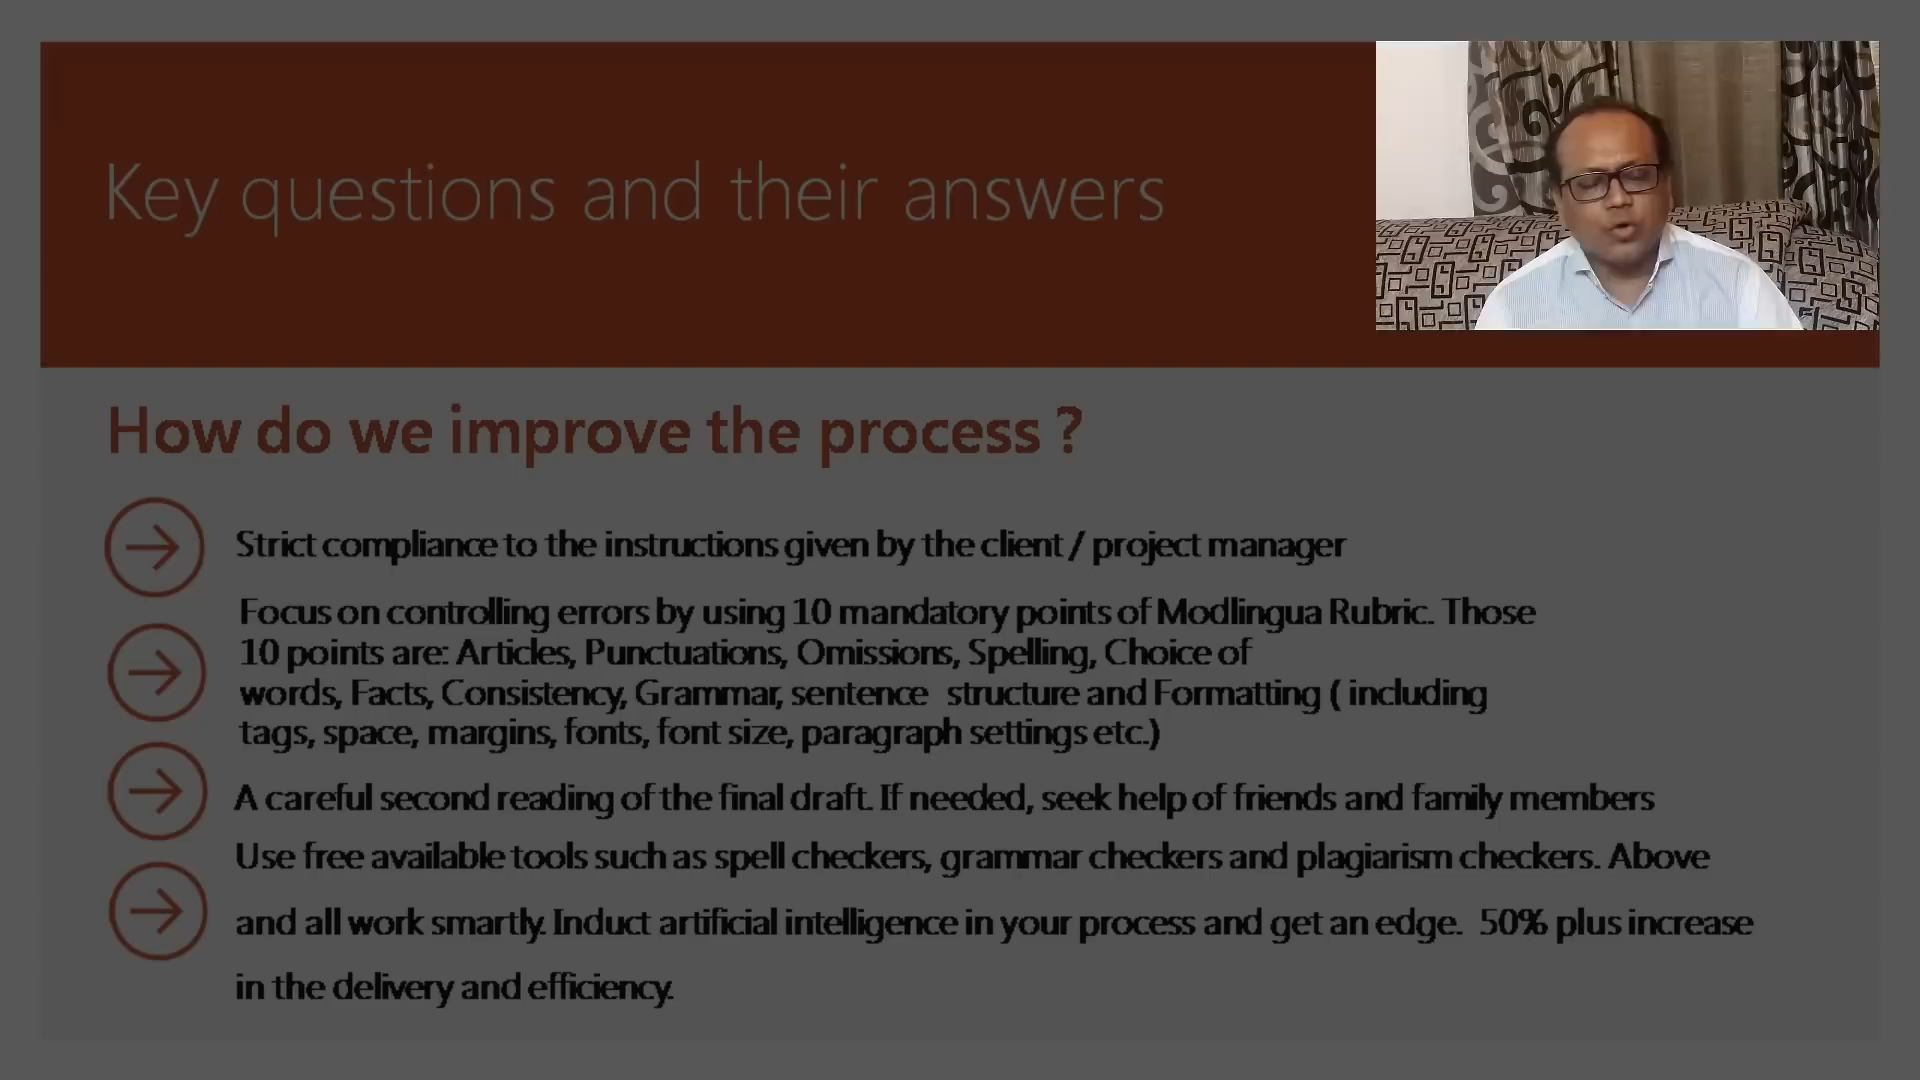 Key questions and their answers
How do we improve the process ?
Strict compliance to the instructions given by the client / project manager
Focus on controlling errors by using 10 mandatory points of Modlingua Rubric. Those
10 points are: Articles, Punctuations, Omissions, Spelling, Choice of
words, Facts, Consistency, Grammar, sentence structure and Formatting ( including
tags, space, margins, fonts, font size, paragraph settings etc.)
A careful second reading of the final draft. If needed, seek help of friends and family members
Use free available tools such as spell checkers, grammar checkers and plagiarism checkers. Above
and all work smartly. Induct artificial intelligence in your process and get an edge. 50% plus increase
in the delivery and efficiency.